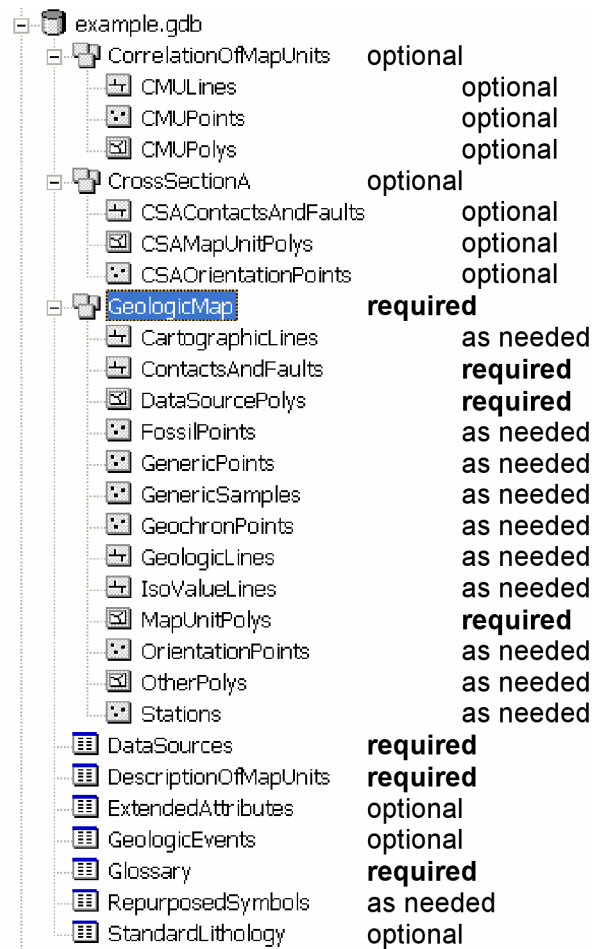 example.gdb
CorrelationOfMapUnits optional
CMULines optional
CMUPoints optional
CMUPolys optional
CrossSectionA optional
CSAContactsAndFaults optional
CSAMapUnitPolys optional
CSAOrientationPoints optional
GeologicMap required
CartographicLines as needed
ContactsAndFaults required
DataSourcePolys required
FossilPoints as needed
GenericPoints as needed
GenericSamples as needed
GeochronPoints as needed
GeologicLines as needed
IsoValueLines as needed
MapUnitPolys required
OrientationPoints as needed
OtherPolys as needed
Stations as needed
DataSources required
DescriptionOfMapUnits required
ExtendedAttributes optional
GeologicEvents optional
Glossary required
RepurposedSymbols as needed
StandardLithology optional